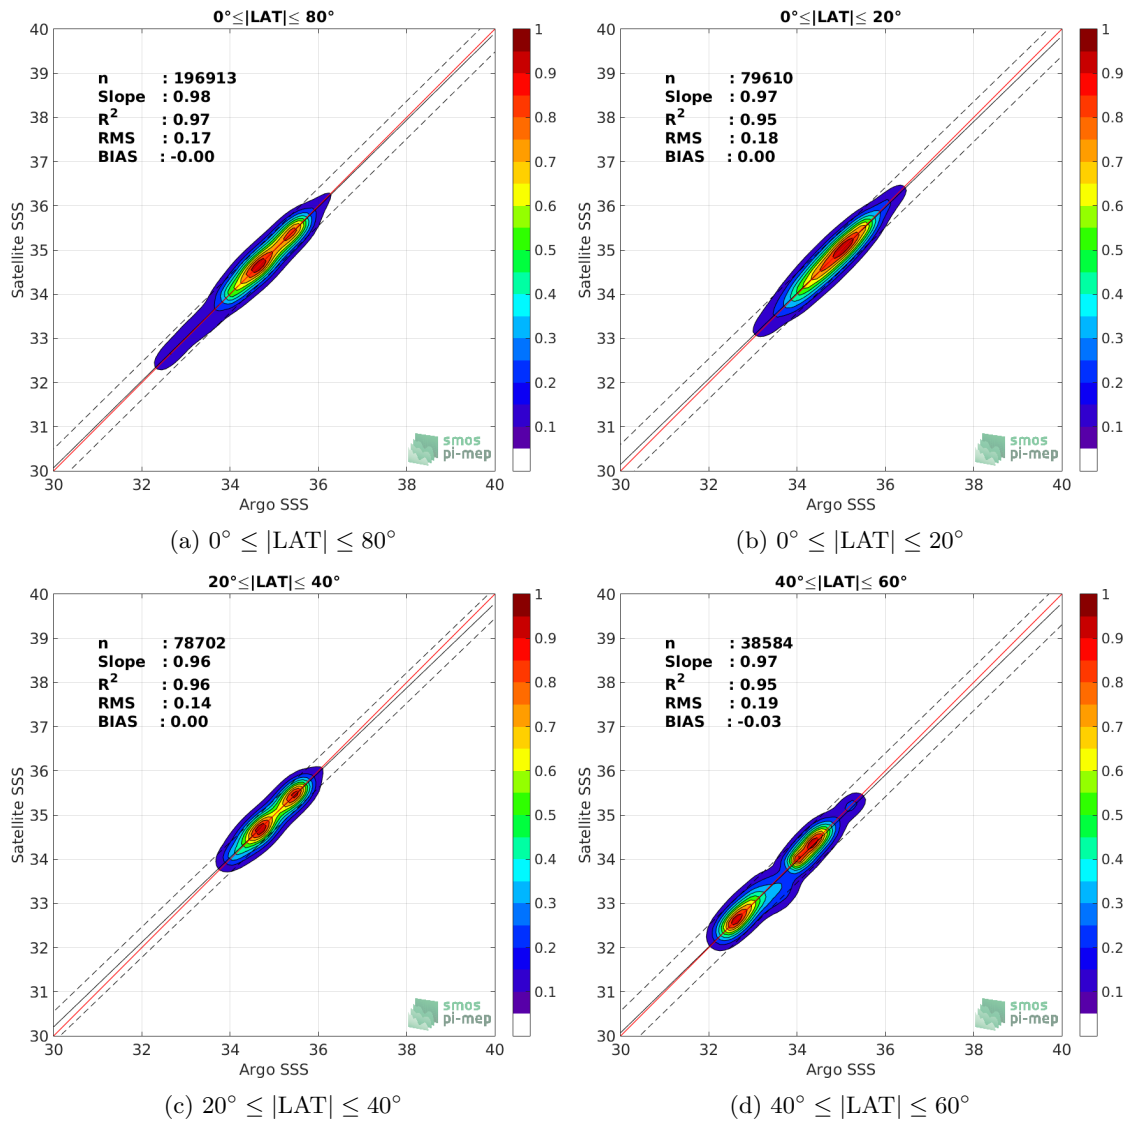 0°≤|LAT|≤ 80°
40
39
38
37
36
35
34
33
32
31
30
Satellite SSS
n : 196913
Slope : 0.98
R2 : 0.97
RMS : 0.17
BIAS : -0.00
smos
pi-mep
30 32 34 36 38 40
Argo SSS
1
0.9
0.8
0.7
0.6
0.5
0.4
0.3
0.2
0.1
(a) 0° ≤ |LAT| ≤ 80°
0°≤|LAT|≤ 20°
40
39
38
37
36
35
34
33
32
31
30
Satellite SSS
n : 79610
Slope : 0.97
R2 : 0.95
RMS : 0.18
BIAS : 0.00
smos
pi-mep
30 32 34 36 38 40
Argo SSS
1
0.9
0.8
0.7
0.6
0.5
0.4
0.3
0.2
0.1
(b) 0° ≤ |LAT| ≤ 20°
20°≤|LAT|≤ 40°
40
39
38
37
36
35
34
33
32
31
30
Satellite SSS
n : 78702
Slope : 0.96
R2 : 0.96
RMS : 0.14
BIAS : 0.00
smos
pi-mep
30 32 34 36 38 40
Argo SSS
1
0.9
0.8
0.7
0.6
0.5
0.4
0.3
0.2
0.1
(c) 20° ≤ |LAT| ≤ 40°
40°≤|LAT|≤ 60°
40
39
38
37
36
35
34
33
32
31
30
Satellite SSS
n : 38584
Slope : 0.97
R2 : 0.95
RMS : 0.19
BIAS : -0.03
smos
pi-mep
30 32 34 36 38 40
Argo SSS
1
0.9
0.8
0.7
0.6
0.5
0.4
0.3
0.2
0.1
(d) 40° ≤ |LAT| ≤ 60°